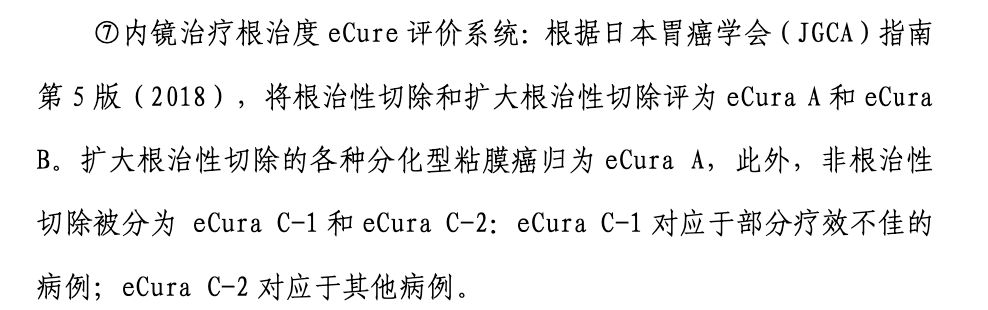 ⑦内镜治疗根治度 eCure 评价系统：根据日本胃癌学会（JGCA）指南
第 5 版（2018），将根治性切除和扩大根治性切除评为 eCura A 和 eCura
B。扩大根治性切除的各种分化型粘膜癌归为 eCura A，此外，非根治性
切除被分为 eCura C-1 和 eCura C-2：eCura C-1 对应于部分疗效不佳的
病例；eCura C-2 对应于其他病例。